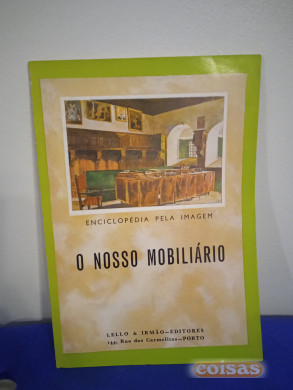 ENCICLOPÉDIA PELA IMAGEM
O NOSSO MOBILIÁRIO
LELLO & IRMÃO—EDITORES
144, Rua das Carmelitas—PORTO
coisas